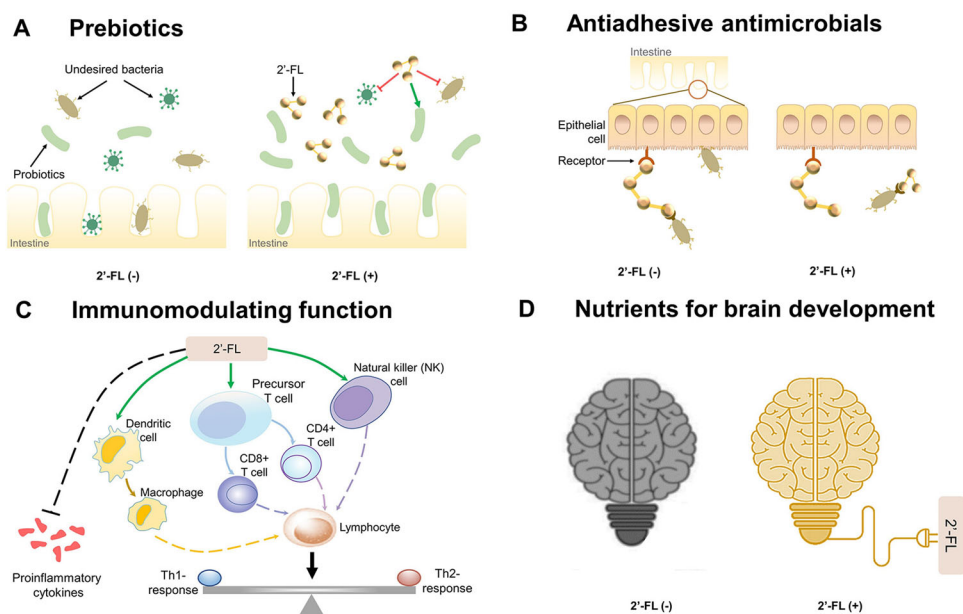 A Prebiotics
Undesired bacteria
2'-FL
Probiotics
Intestine
Intestine
2'-FL (-)
2'-FL (+)
B Antiadhesive antimicrobials
Intestine
Epithelial
cell
Receptor
2'-FL (-)
2'-FL (+)
C Immunomodulating function
2'-FL
Natural killer (NK)
cell
Precursor
T cell
Dendritic
cell
CD4+
T cell
CD8+
T cell
Macrophage
Lymphocyte
Proinflammatory
cytokines
Th1-
response
Th2-
response
D Nutrients for brain development
2'-FL
2'-FL (-)
2'-FL (+)